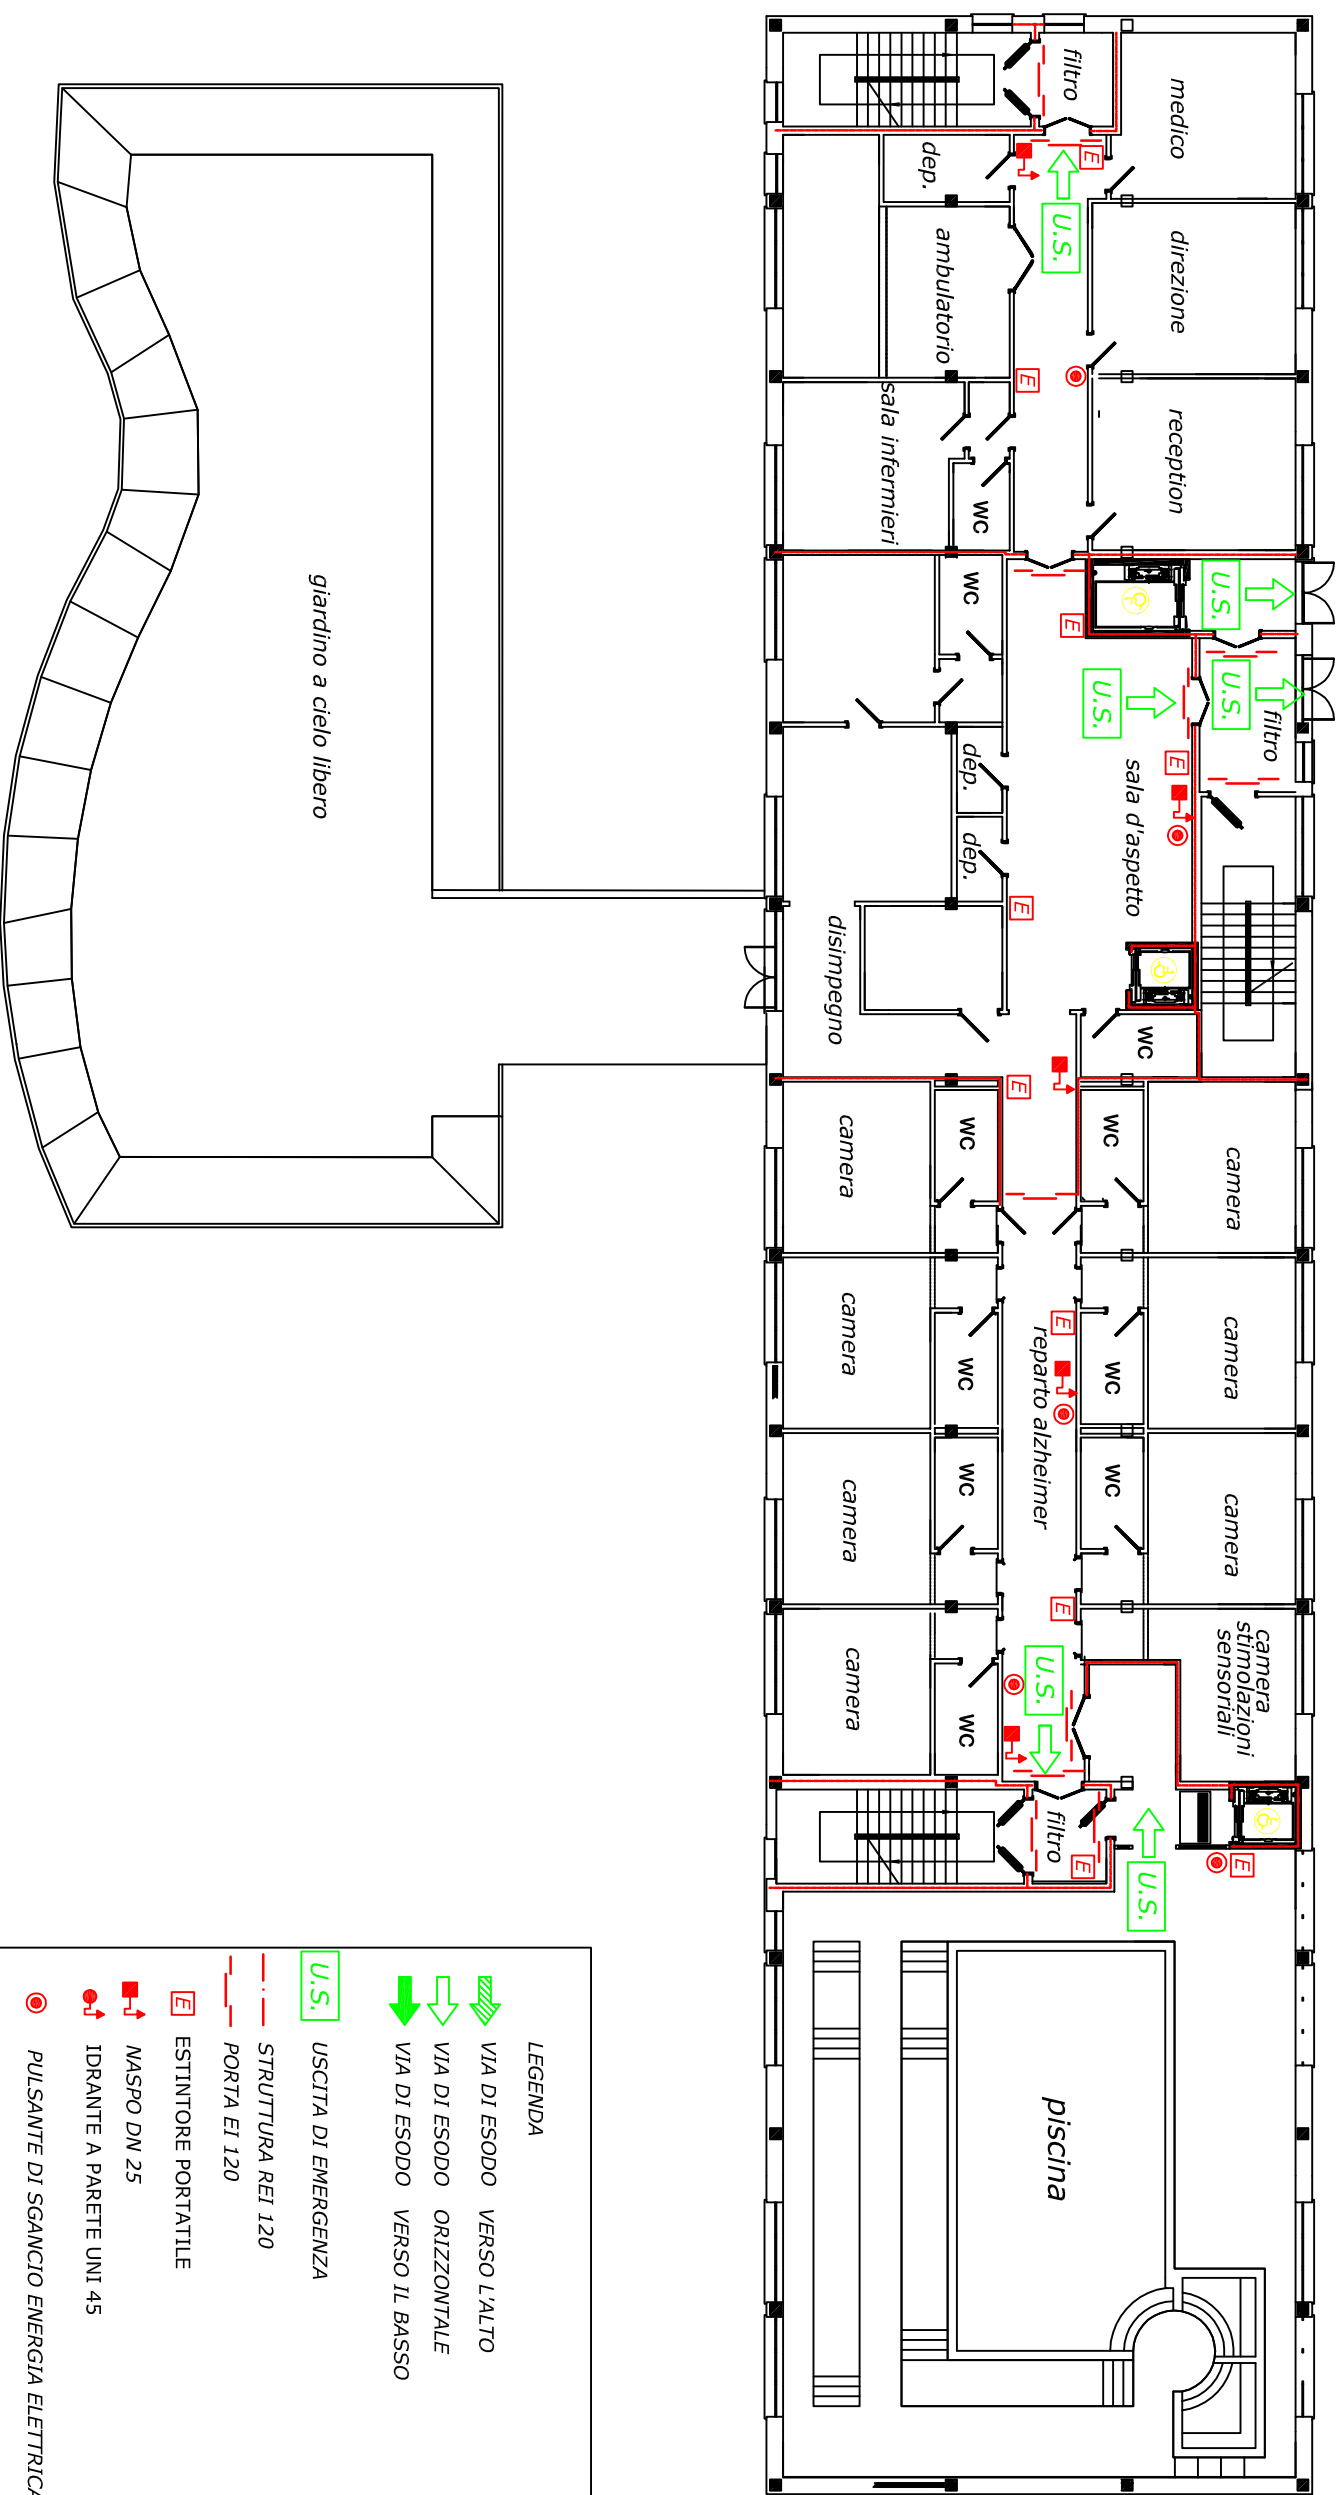 medico
direzione
reception
filtro
E
U.S.
dep.
ambulatorio
sala infermieri
E
WC
U.S.
U.S.
filtro
U.S.
E
E
WC
dep.
dep.
sala d'aspetto
E
disimpegno
WC
E
giardino a cielo libero
camera
WC
WC
camera
camera
WC
E
WC
camera
reparto alzheimer
camera
WC
WC
camera
E
camera
WC
U.S.
camera
stimolazioni
sensoriali
filtro
E
E
U.S.
piscina
LEGENDA
VIA DI ESODO VERSO L'ALTO
VIA DI ESODO ORIZZONTALE
VIA DI ESODO VERSO IL BASSO
U.S. USCITA DI EMERGENZA
STRUTTURA REI 120
PORTA EI 120
E ESTINTORE PORTATILE
NASPO DN 25
IDRANTE A PARETE UNI 45
PULSANTE DI SGANCIO ENERGIA ELETTRICA